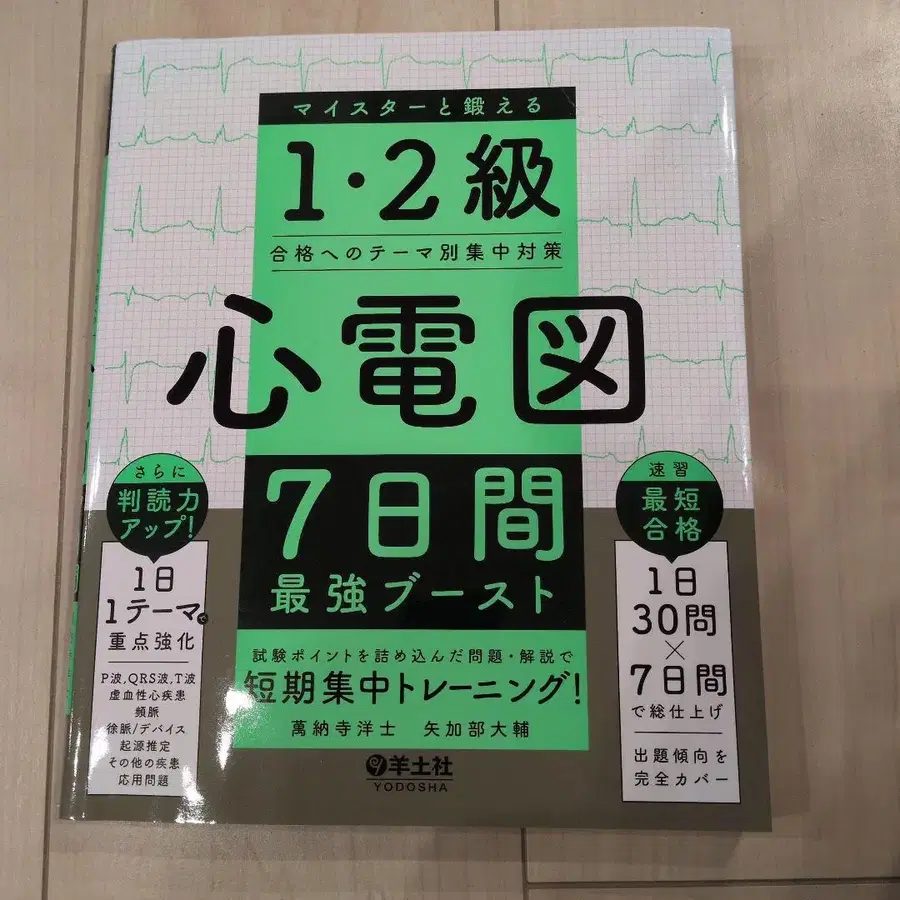 マイスターと鍛える
1・2級
合格へのテーマ別集中対策
心電図
7日間
最強ブースト
試験ポイントを詰め込んだ問題・解説で
短期集中トレーニング!
萬納寺洋士 矢加部大輔
羊土社
YODOSHA
さらに
判読力
アップ!
1日
1テーマで
重点強化
P波,QRS波,T波
虚血性心疾患
頻脈
徐脈/デバイス
起源推定
その他の疾患
応用問題
速習
最短
合格
1日
30問
×
7日間
で総仕上げ
出題傾向を
完全カバー